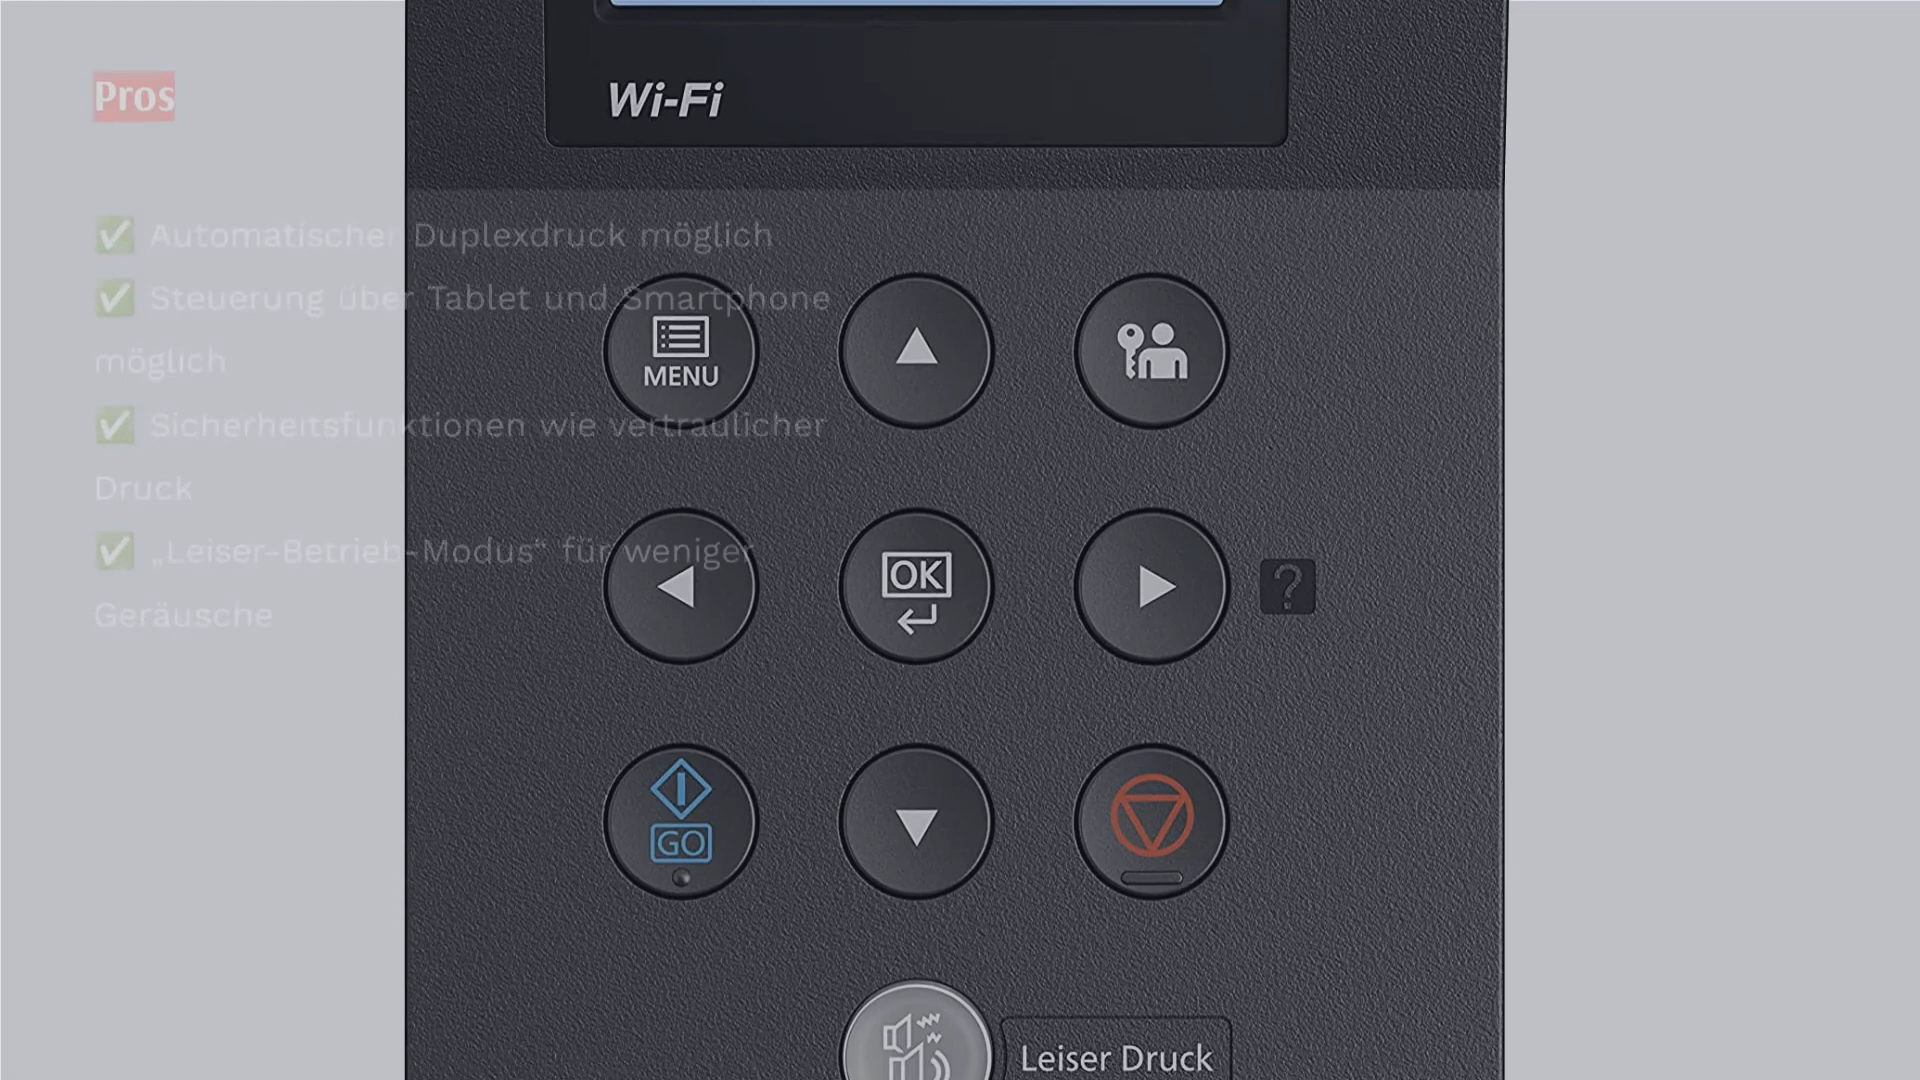 Wi-Fi
Pros
✅ Automatischer Duplexdruck möglich
✅ Steuerung über Tablet und Smartphone
möglich
MENU
✅ Sicherheitsfunktionen wie vertraulicher
Druck
✅ „Leiser-Betrieb-Modus“ für weniger
Geräusche
OK
?
GO
Leiser Druck